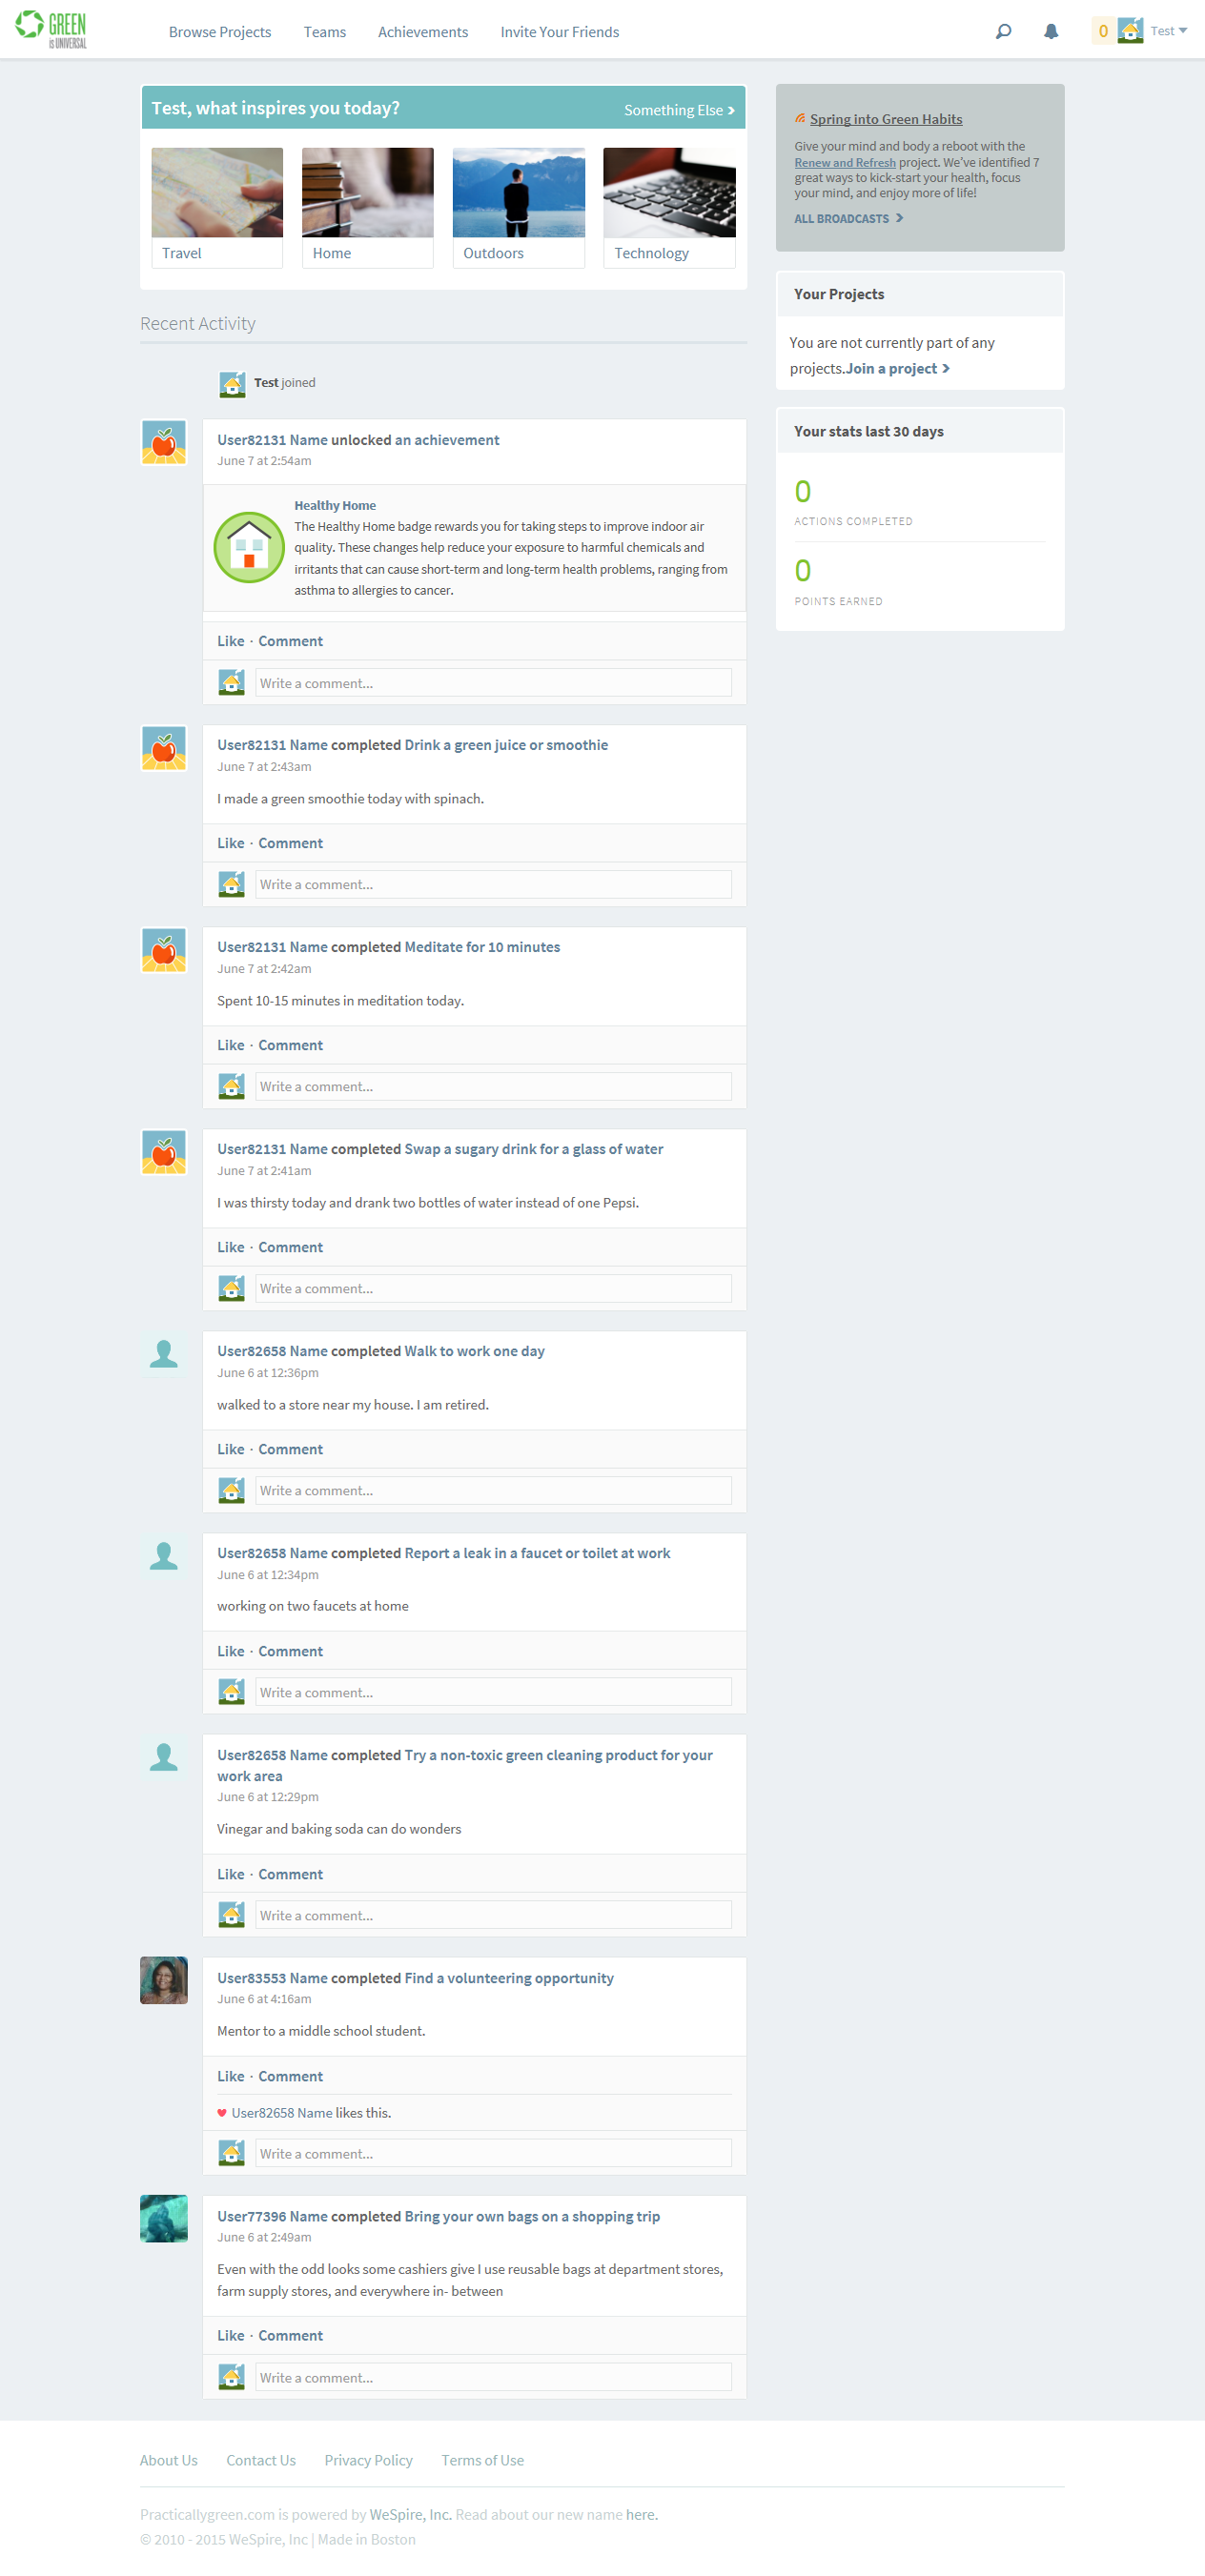 GREEN
is UNIVERSAL
Browse Projects Teams Achievements Invite Your Friends
0 Test
Test, what inspires you today? Something Else
Travel Home Outdoors Technology
Spring into Green Habits
Give your mind and body a reboot with the
Renew and Refresh project. We've identified 7
great ways to kick-start your health, focus
your mind, and enjoy more of life!
ALL BROADCASTS
Your Projects
You are not currently part of any
projects.Join a project
Your stats last 30 days
0
ACTIONS COMPLETED
0
POINTS EARNED
Recent Activity
Test joined
User82131 Name unlocked an achievement
June 7 at 2:54am
Healthy Home
The Healthy Home badge rewards you for taking steps to improve indoor air
quality. These changes help reduce your exposure to harmful chemicals and
irritants that can cause short-term and long-term health problems, ranging from
asthma to allergies to cancer.
Like · Comment
Write a comment...
User82131 Name completed Drink a green juice or smoothie
June 7 at 2:43am
I made a green smoothie today with spinach.
Like · Comment
Write a comment...
User82131 Name completed Meditate for 10 minutes
June 7 at 2:42am
Spent 10-15 minutes in meditation today.
Like · Comment
Write a comment...
User82131 Name completed Swap a sugary drink for a glass of water
June 7 at 2:41am
I was thirsty today and drank two bottles of water instead of one Pepsi.
Like · Comment
Write a comment...
User82658 Name completed Walk to work one day
June 6 at 12:36pm
walked to a store near my house. I am retired.
Like · Comment
Write a comment...
User82658 Name completed Report a leak in a faucet or toilet at work
June 6 at 12:34pm
working on two faucets at home
Like · Comment
Write a comment...
User82658 Name completed Try a non-toxic green cleaning product for your
work area
June 6 at 12:29pm
Vinegar and baking soda can do wonders
Like · Comment
Write a comment...
User83553 Name completed Find a volunteering opportunity
June 6 at 4:16am
Mentor to a middle school student.
Like · Comment
User82658 Name likes this.
Write a comment...
User77396 Name completed Bring your own bags on a shopping trip
June 6 at 2:49am
Even with the odd looks some cashiers give I use reusable bags at department stores,
farm supply stores, and everywhere in- between
Like · Comment
Write a comment...
About Us Contact Us Privacy Policy Terms of Use
Practicallygreen.com is powered by WeSpire, Inc. Read about our new name here.
© 2010 - 2015 WeSpire, Inc | Made in Boston